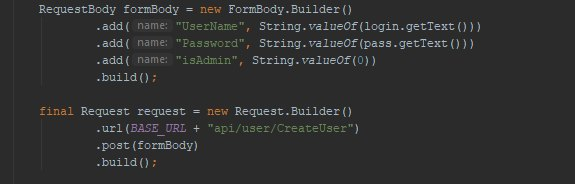 RequestBody formBody = new FormBody.Builder()
.add( name: "UserName", String.valueOf(login.getText()))
.add( name: "Password", String.valueOf(pass.getText()))
.add( name: "isAdmin", String.valueOf(0))
.build();
final Request request = new Request.Builder()
.url(BASE_URL + "api/user/CreateUser")
.post(formBody)
.build();